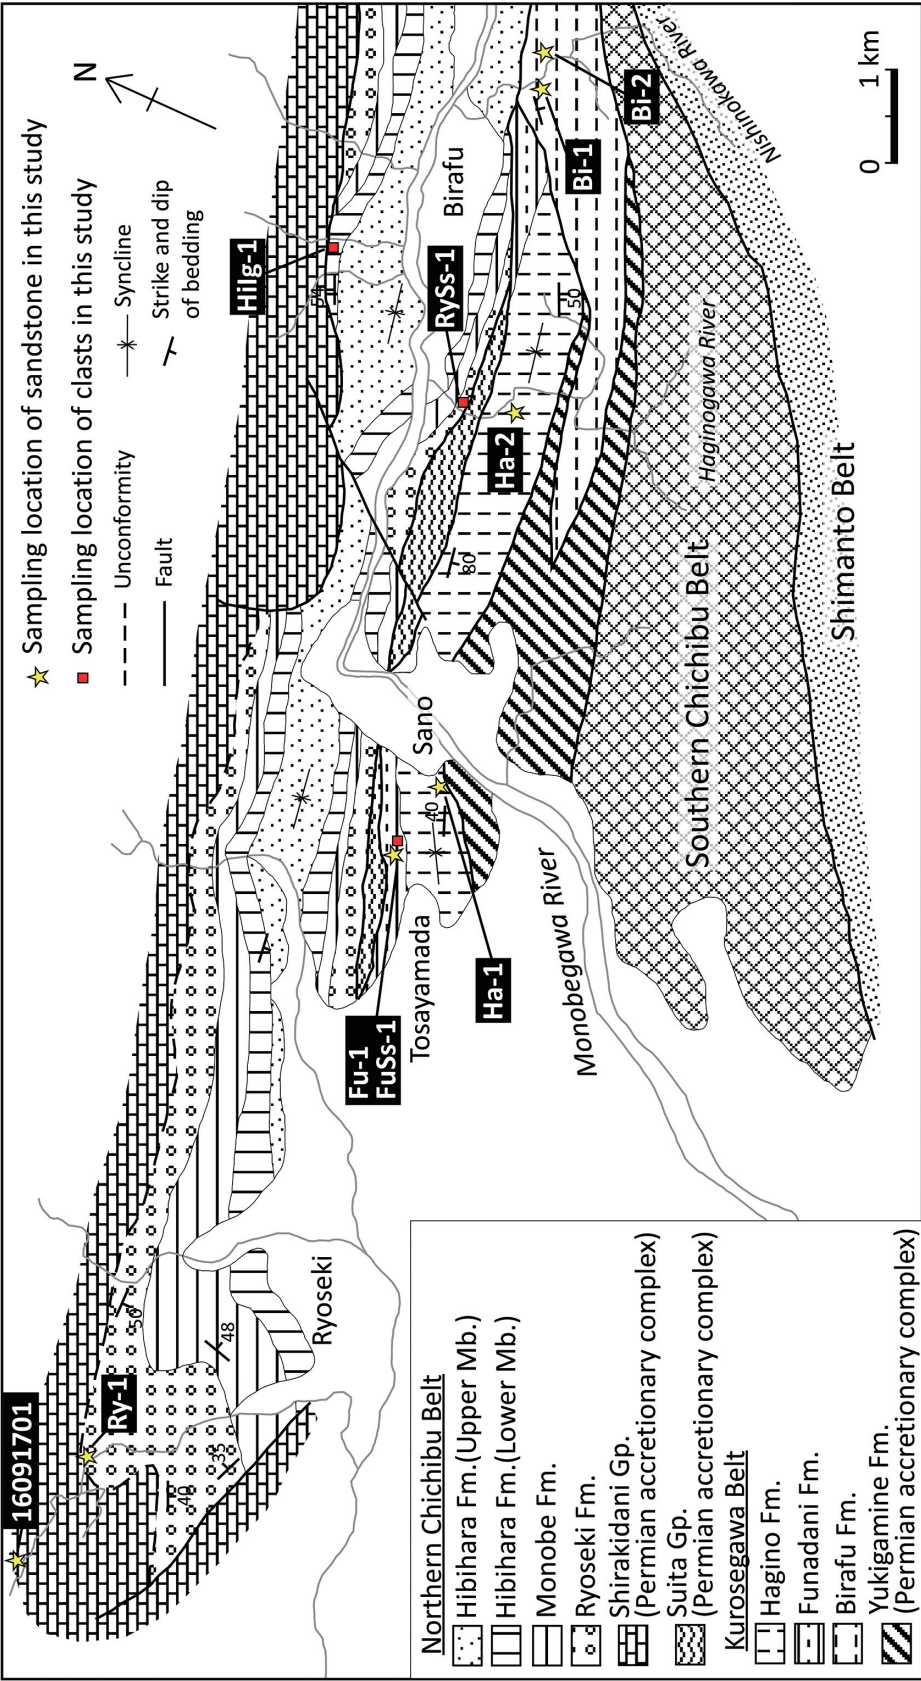 Sampling location of sandstone in this study
Sampling location of clasts in this study
Unconformity
Syncline
Fault
Strike and dip
of bedding
N
0
1 km
16091701
Ry-1
Hilg-1
RySs-1
Ha-2
Bi-1
Bi-2
Fu-1
FuSs-1
Ha-1
Birafu
Sano
Tosayamada
Ryoseki
Monobegawa River
Haginogawa River
Nishinokawa River
Southern Chichibu Belt
Shimanto Belt
54
50
80
40
50
48
35
40
Northern Chichibu Belt
Hibihara Fm.(Upper Mb.)
Hibihara Fm.(Lower Mb.)
Monobe Fm.
Ryoseki Fm.
Shirakidani Gp.
(Permian accretionary complex)
Suita Gp.
(Permian accretionary complex)
Kurosegawa Belt
Hagino Fm.
Funadani Fm.
Birafu Fm.
Yukigamine Fm.
(Permian accretionary complex)